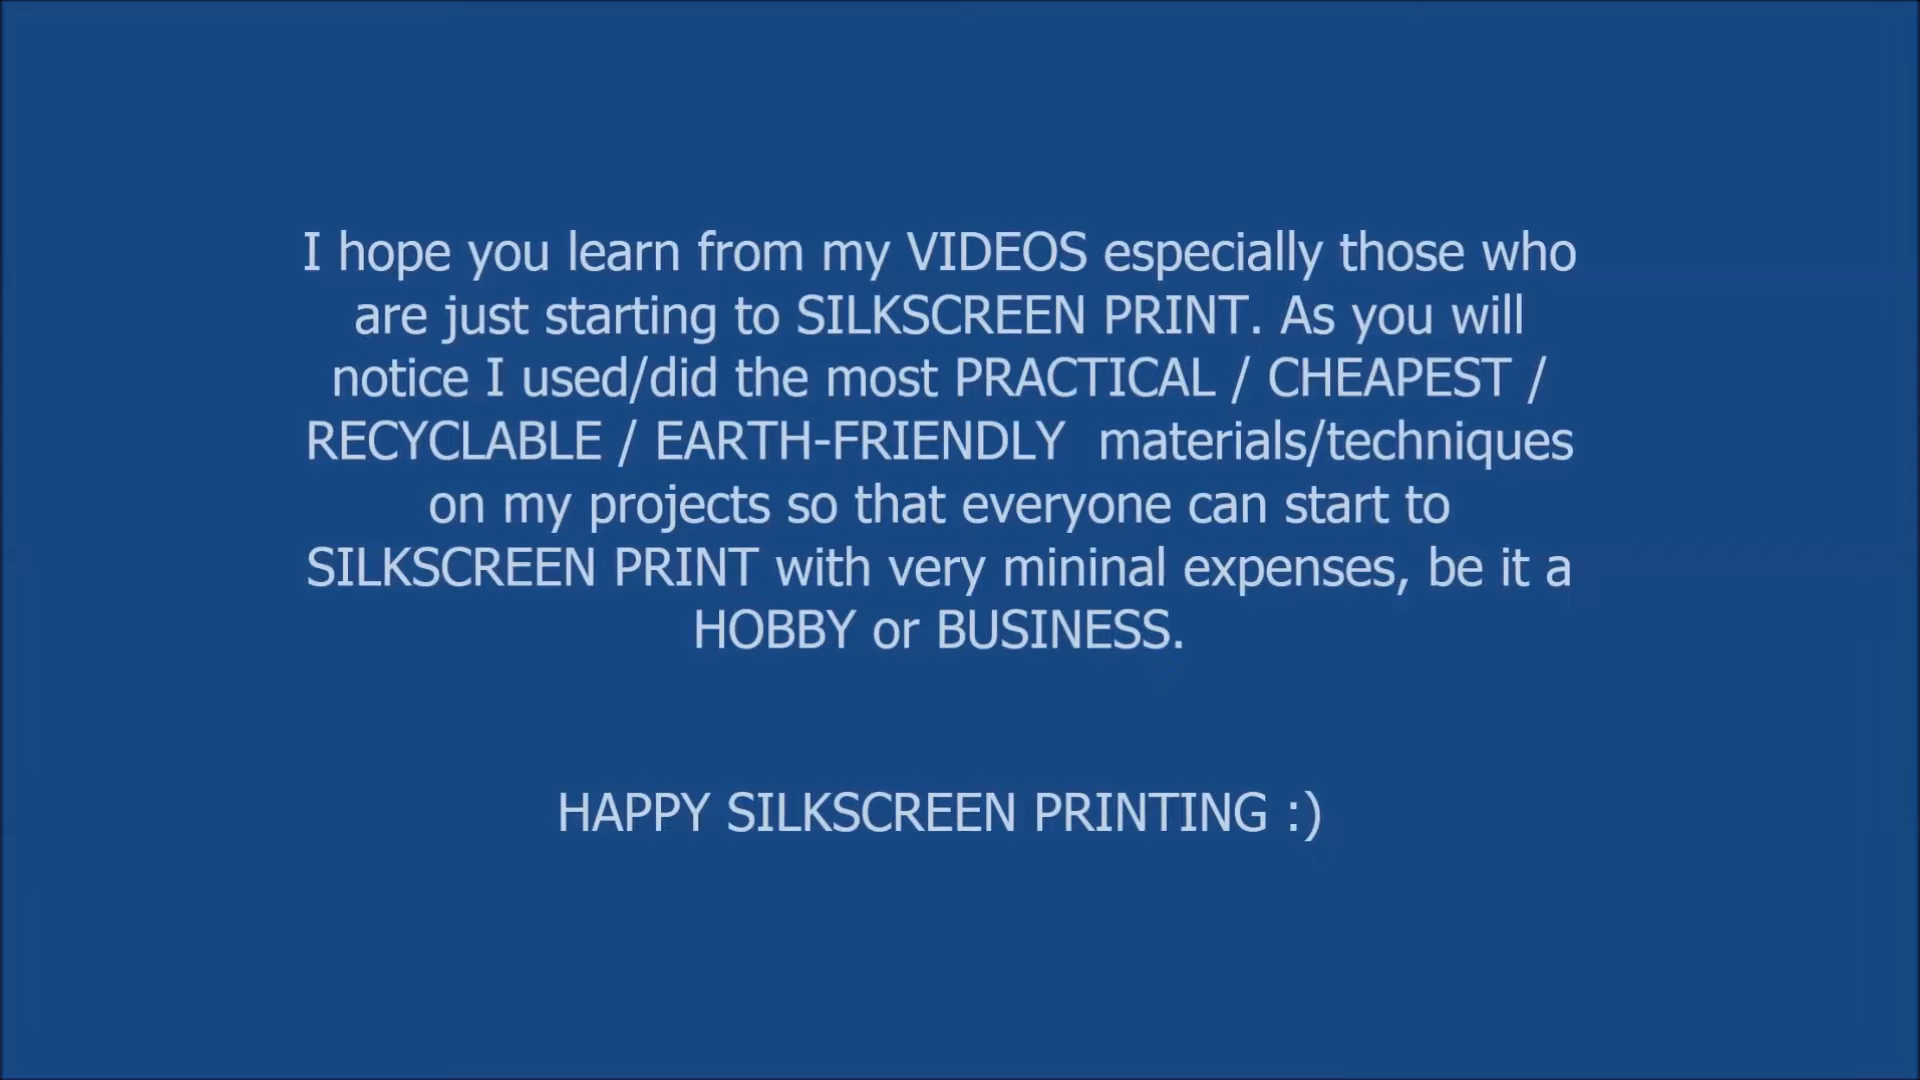 I hope you learn from my VIDEOS especially those who
are just starting to SILKSCREEN PRINT. As you will
notice I used/did the most PRACTICAL / CHEAPEST /
RECYCLABLE / EARTH-FRIENDLY  materials/techniques
on my projects so that everyone can start to
SILKSCREEN PRINT with very mininal expenses, be it a
HOBBY or BUSINESS.
HAPPY SILKSCREEN PRINTING :)